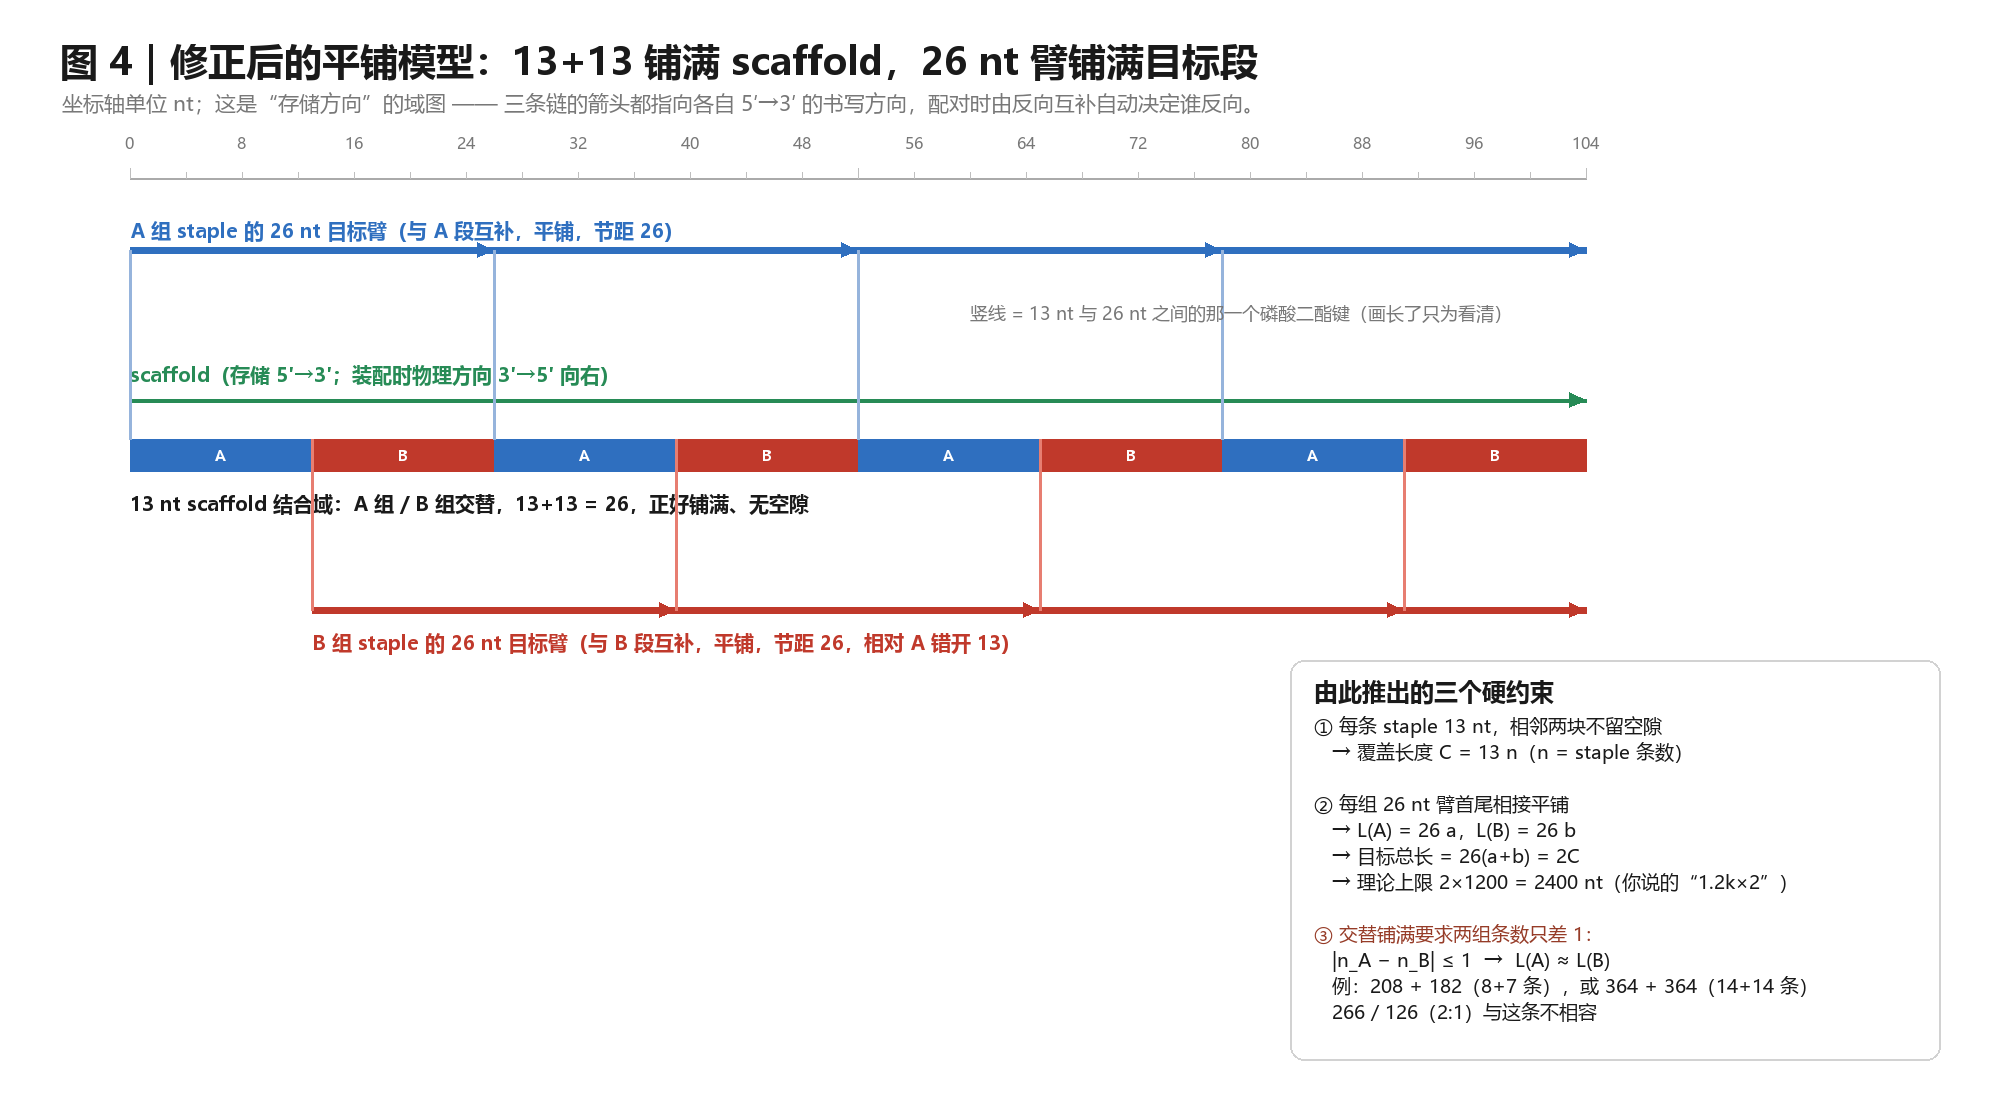 图 4 | 修正后的平铺模型：13+13 铺满 scaffold，26 nt 臂铺满目标段
坐标轴单位 nt；这是“存储方向”的域图 —— 三条链的箭头都指向各自 5′→3′ 的书写方向，配对时由反向互补自动决定谁反向。
0 8 16 24 32 40 48 56 64 72 80 88 96 104
A 组 staple 的 26 nt 目标臂（与 A 段互补，平铺，节距 26）
竖线 = 13 nt 与 26 nt 之间的那一个磷酸二酯键（画长了只为看清）
scaffold（存储 5′→3′；装配时物理方向 3′→5′ 向右）
A B A B A B A B
13 nt scaffold 结合域：A 组 / B 组交替，13+13 = 26，正好铺满、无空隙
B 组 staple 的 26 nt 目标臂（与 B 段互补，平铺，节距 26，相对 A 错开 13）
由此推出的三个硬约束
① 每条 staple 13 nt，相邻两块不留空隙
→ 覆盖长度 C = 13 n（n = staple 条数）
② 每组 26 nt 臂首尾相接平铺
→ L(A) = 26 a，L(B) = 26 b
→ 目标总长 = 26(a+b) = 2C
→ 理论上限 2×1200 = 2400 nt（你说的“1.2k×2”）
③ 交替铺满要求两组条数只差 1：
|n_A − n_B| ≤ 1 → L(A) ≈ L(B)
例：208 + 182（8+7 条），或 364 + 364（14+14 条）
266 / 126（2:1）与这条不相容